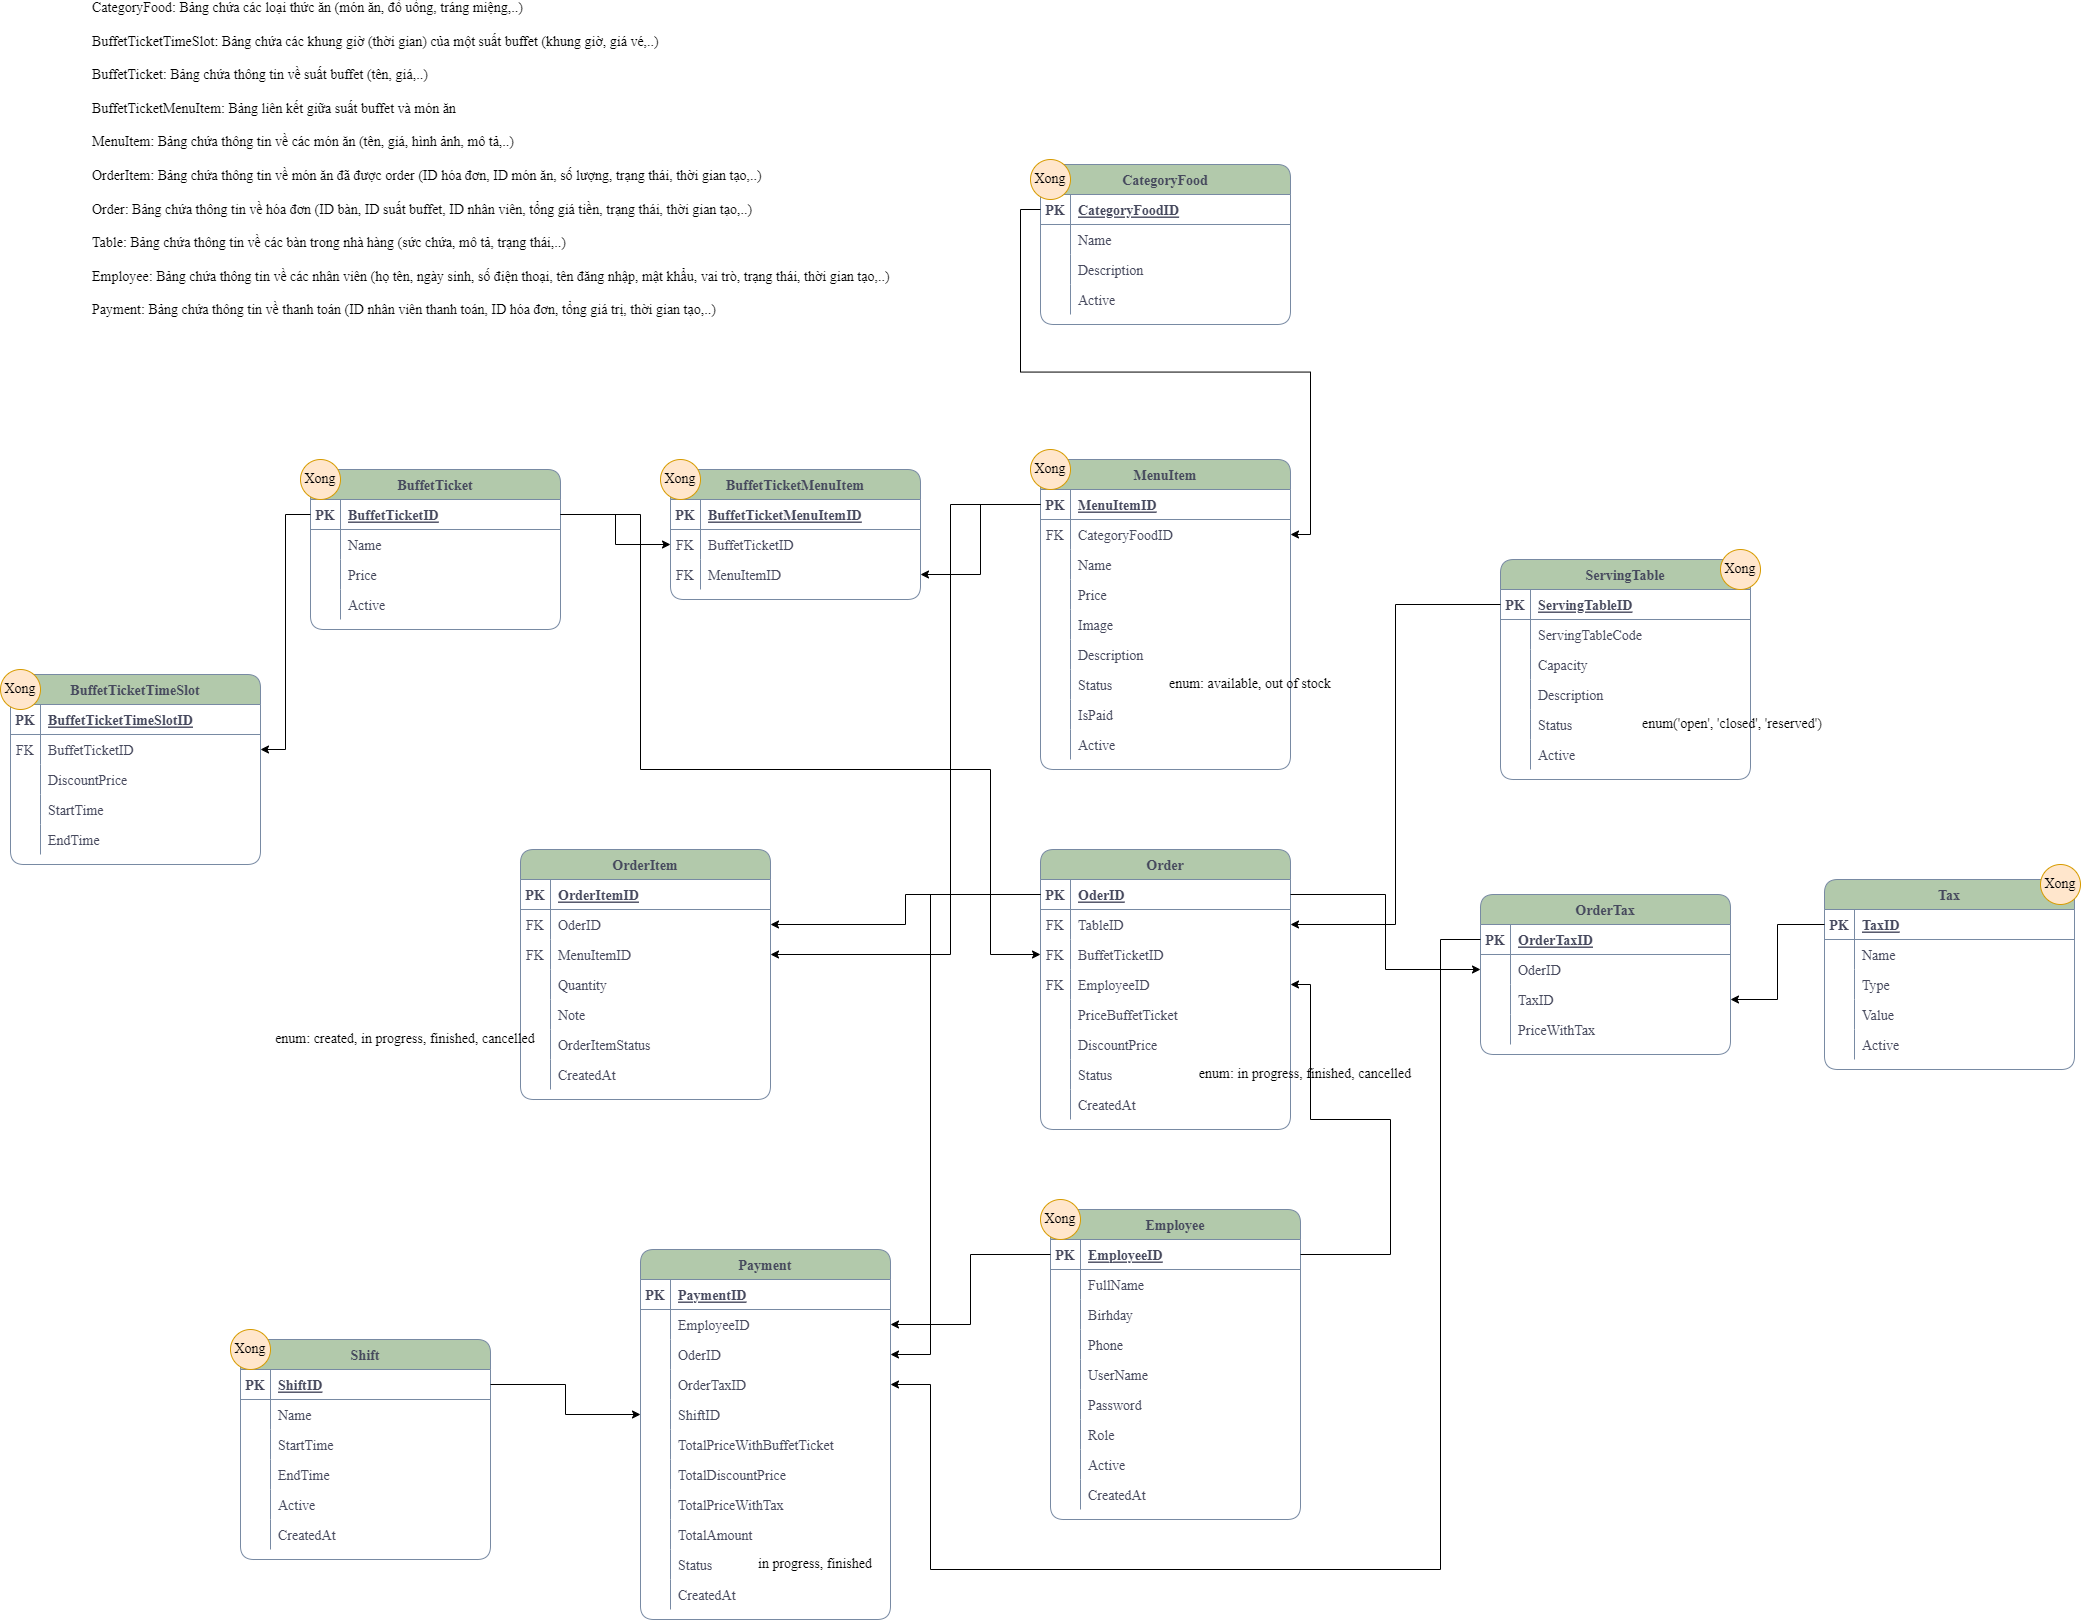 CategoryFood: Bảng chứa các loại thức ăn (món ăn, đồ uống, tráng miệng,..)
BuffetTicketTimeSlot: Bảng chứa các khung giờ (thời gian) của một suất buffet (khung giờ, giá vé,..)
BuffetTicket: Bảng chứa thông tin về suất buffet (tên, giá,..)
BuffetTicketMenuItem: Bảng liên kết giữa suất buffet và món ăn
MenuItem: Bảng chứa thông tin về các món ăn (tên, giá, hình ảnh, mô tả,..)
OrderItem: Bảng chứa thông tin về món ăn đã được order (ID hóa đơn, ID món ăn, số lượng, trạng thái, thời gian tạo,..)
Order: Bảng chứa thông tin về hóa đơn (ID bàn, ID suất buffet, ID nhân viên, tổng giá tiền, trạng thái, thời gian tạo,..)
Table: Bảng chứa thông tin về các bàn trong nhà hàng (sức chứa, mô tả, trạng thái,..)
Employee: Bảng chứa thông tin về các nhân viên (họ tên, ngày sinh, số điện thoại, tên đăng nhập, mật khẩu, vai trò, trạng thái, thời gian tạo,..)
Payment: Bảng chứa thông tin về thanh toán (ID nhân viên thanh toán, ID hóa đơn, tổng giá trị, thời gian tạo,..)
Xong
CategoryFood
PK CategoryFoodID
Name
Description
Active
Xong
BuffetTicket
PK BuffetTicketID
Name
Price
Active
Xong
BuffetTicketMenuItem
PK BuffetTicketMenuItemID
FK BuffetTicketID
FK MenuItemID
Xong
MenuItem
PK MenuItemID
FK CategoryFoodID
Name
Price
Image
Description
Status enum: available, out of stock
IsPaid
Active
Xong
ServingTable
PK ServingTableID
ServingTableCode
Capacity
Description
Status enum('open', 'closed', 'reserved')
Active
Xong
BuffetTicketTimeSlot
PK BuffetTicketTimeSlotID
FK BuffetTicketID
DiscountPrice
StartTime
EndTime
OrderItem
PK OrderItemID
FK OderID
FK MenuItemID
Quantity
Note
enum: created, in progress, finished, cancelled
OrderItemStatus
CreatedAt
Order
PK OderID
FK TableID
FK BuffetTicketID
FK EmployeeID
PriceBuffetTicket
DiscountPrice
Status enum: in progress, finished, cancelled
CreatedAt
OrderTax
PK OrderTaxID
OderID
TaxID
PriceWithTax
Xong
Tax
PK TaxID
Name
Type
Value
Active
Xong
Employee
PK EmployeeID
FullName
Birhday
Phone
UserName
Password
Role
Active
CreatedAt
Payment
PK PaymentID
EmployeeID
OderID
OrderTaxID
ShiftID
TotalPriceWithBuffetTicket
TotalDiscountPrice
TotalPriceWithTax
TotalAmount
Status in progress, finished
CreatedAt
Xong
Shift
PK ShiftID
Name
StartTime
EndTime
Active
CreatedAt